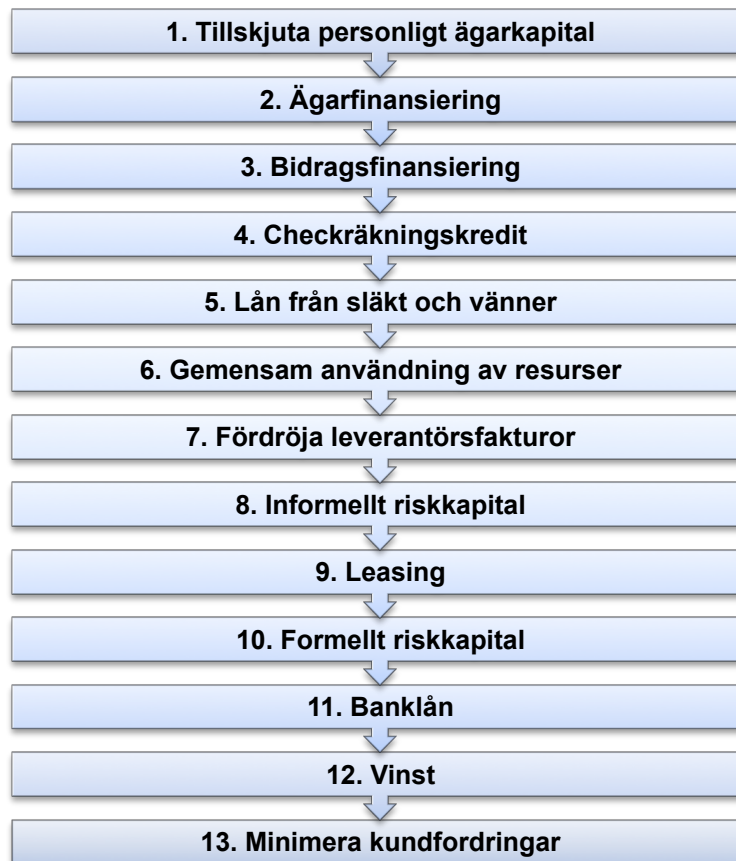 1. Tillskjuta personligt ägarkapital
2. Ägarfinansiering
3. Bidragsfinansiering
4. Checkräkningskredit
5. Lån från släkt och vänner
6. Gemensam användning av resurser
7. Fördröja leverantörsfakturor
8. Informellt riskkapital
9. Leasing
10. Formellt riskkapital
11. Banklån
12. Vinst
13. Minimera kundfordringar